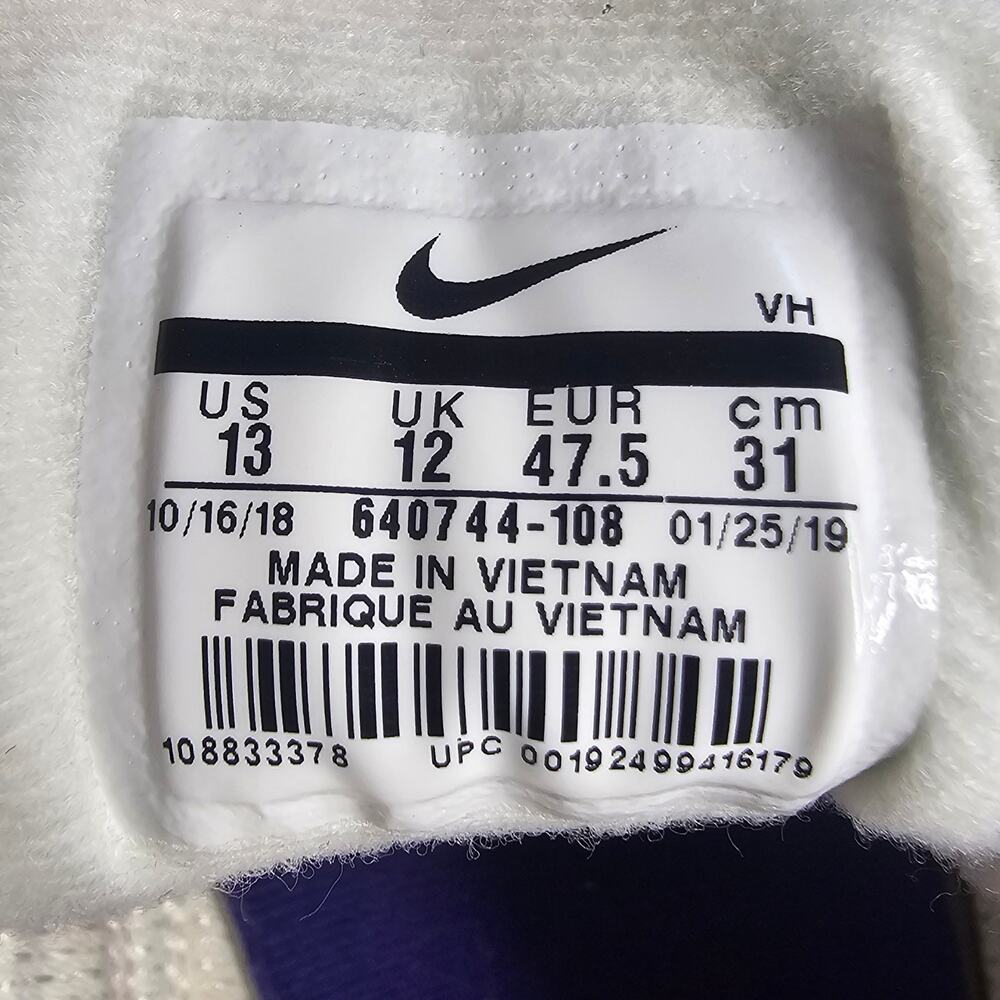 VH
US UK EUR cm
13 12 47.5 31
10/16/18 640744-108 01/25/19
MADE IN VIETNAM
FABRIQUE AU VIETNAM
108833378 UPC 00192499416179